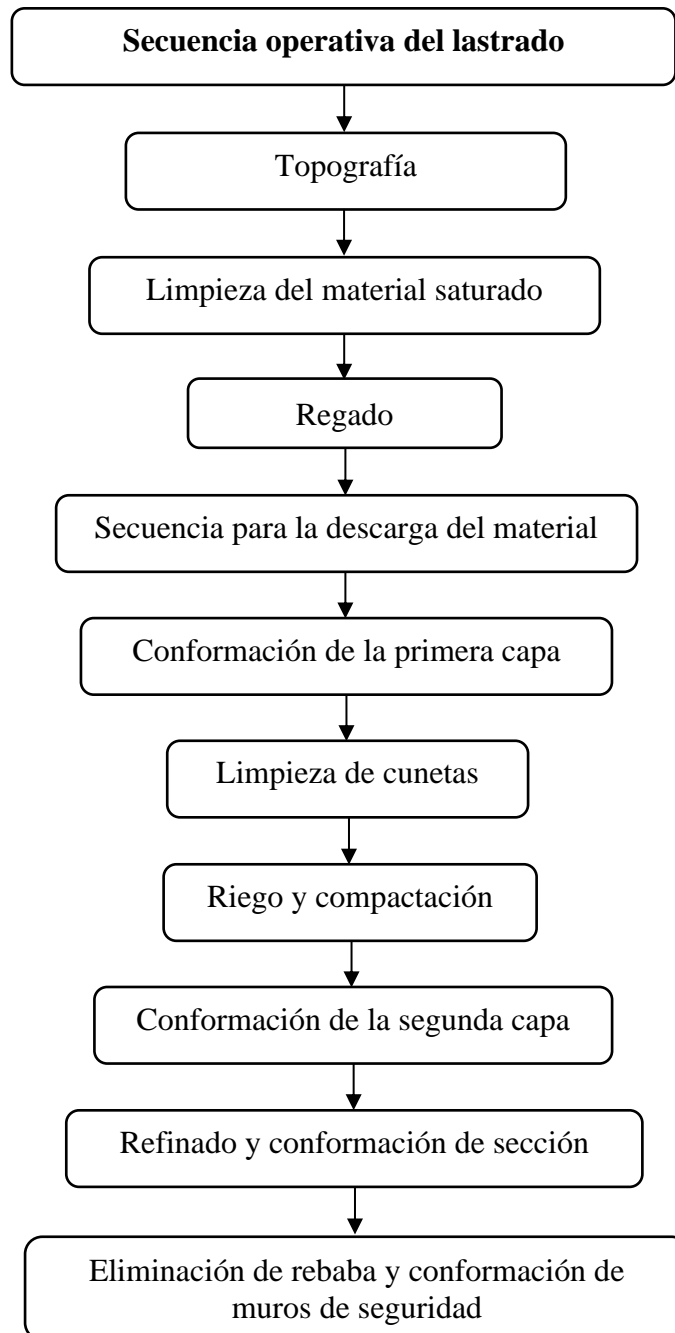 Secuencia operativa del lastrado
Topografía
Limpieza del material saturado
Regado
Secuencia para la descarga del material
Conformación de la primera capa
Limpieza de cunetas
Riego y compactación
Conformación de la segunda capa
Refinado y conformación de sección
Eliminación de rebaba y conformación de
muros de seguridad